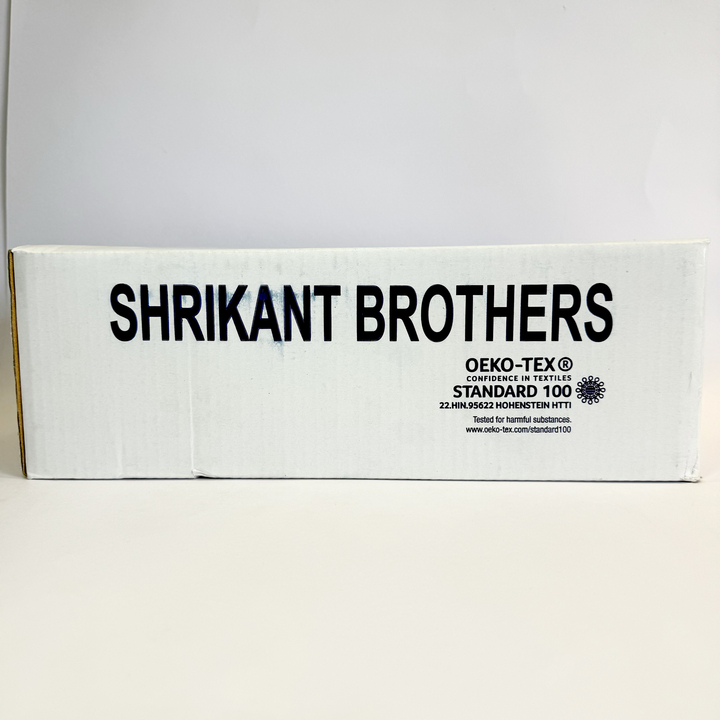 SHRIKANT BROTHERS
OEKO-TEX®
CONFIDENCE IN TEXTILES
STANDARD 100
22.HIN.95622 HOHENSTEIN HTTI
Tested for harmful substances.
www.oeko-tex.com/standard100